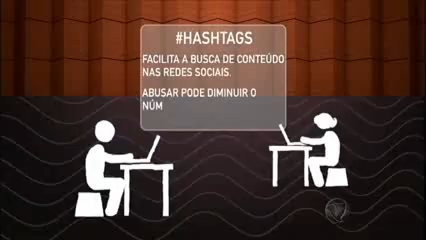 #HASHTAGS
FACILITA A BUSCA DE CONTEÚDO
NAS REDES SOCIAIS.
ABUSAR PODE DIMINUIR O
NÚM